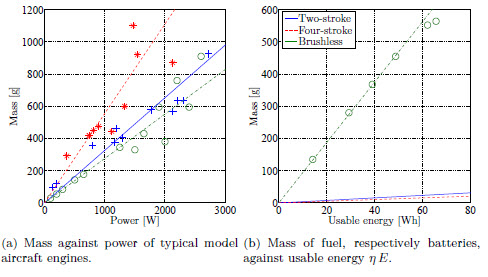 1200
1000
800
600
400
200
0
0 1000 2000 3000
Mass [g]
Power [W]
600
500
400
300
200
100
0
0 20 40 60 80
Mass [g]
Usable energy [Wh]
Two-stroke
Four-stroke
Brushless
(a) Mass against power of typical model aircraft engines.
(b) Mass of fuel, respectively batteries, against usable energy η E.